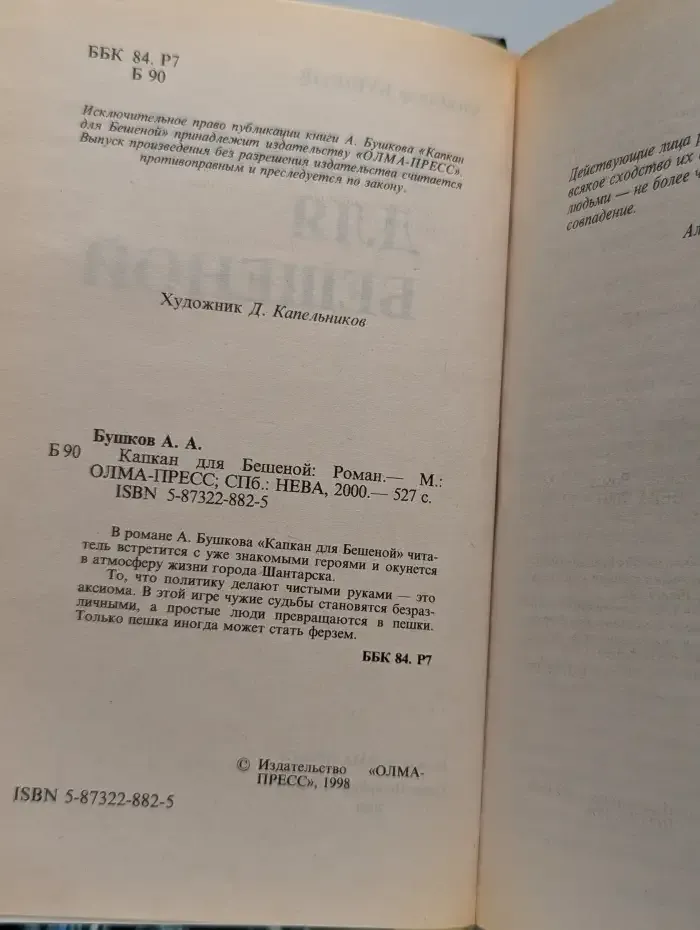 ББК 84. Р7
Б 90
Исключительное право публикации книги А. Бушкова «Капкан
для Бешеной» принадлежит издательству «ОЛМА-ПРЕСС».
Выпуск произведения без разрешения издательства считается
противоправным и преследуется по закону.
ДЛЯ
БЕШЕНОЙ
Художник Д. Капельников
Бушков А. А.
Б 90 Капкан для Бешеной: Роман.— М.:
ОЛМА-ПРЕСС; СПб.: НЕВА, 2000.— 527 с.
ISBN 5-87322-882-5
В романе А. Бушкова «Капкан для Бешеной» чита-
тель встретится с уже знакомыми героями и окунется
в атмосферу жизни города Шантарска.
То, что политику делают чистыми руками — это
аксиома. В этой игре чужие судьбы становятся безраз-
личными, а простые люди превращаются в пешки.
Только пешка иногда может стать ферзем.
ББК 84. Р7
© Издательство «ОЛМА-
ПРЕСС», 1998
ISBN 5-87322-882-5
Действующие лица
всякое сходство их
людьми — не более
совпадение.